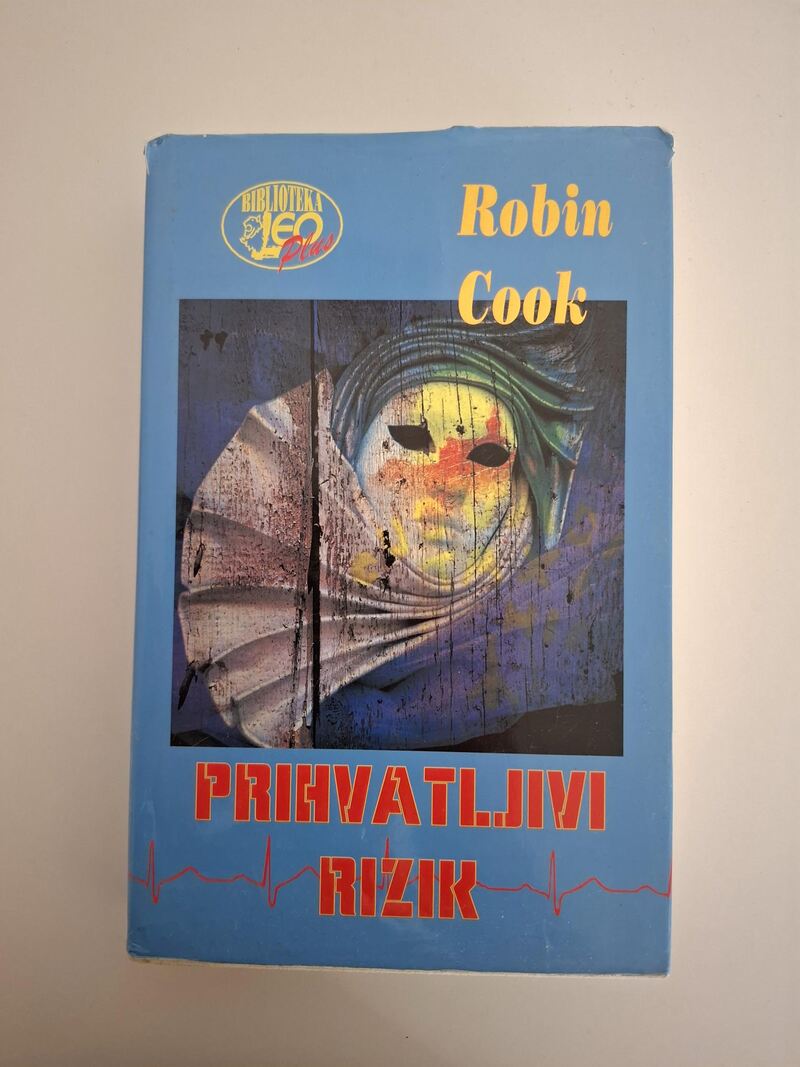 BIBLIOTEKA
LEO
Plus
Robin
Cook
PRIHVATLJIVI
RIZIK